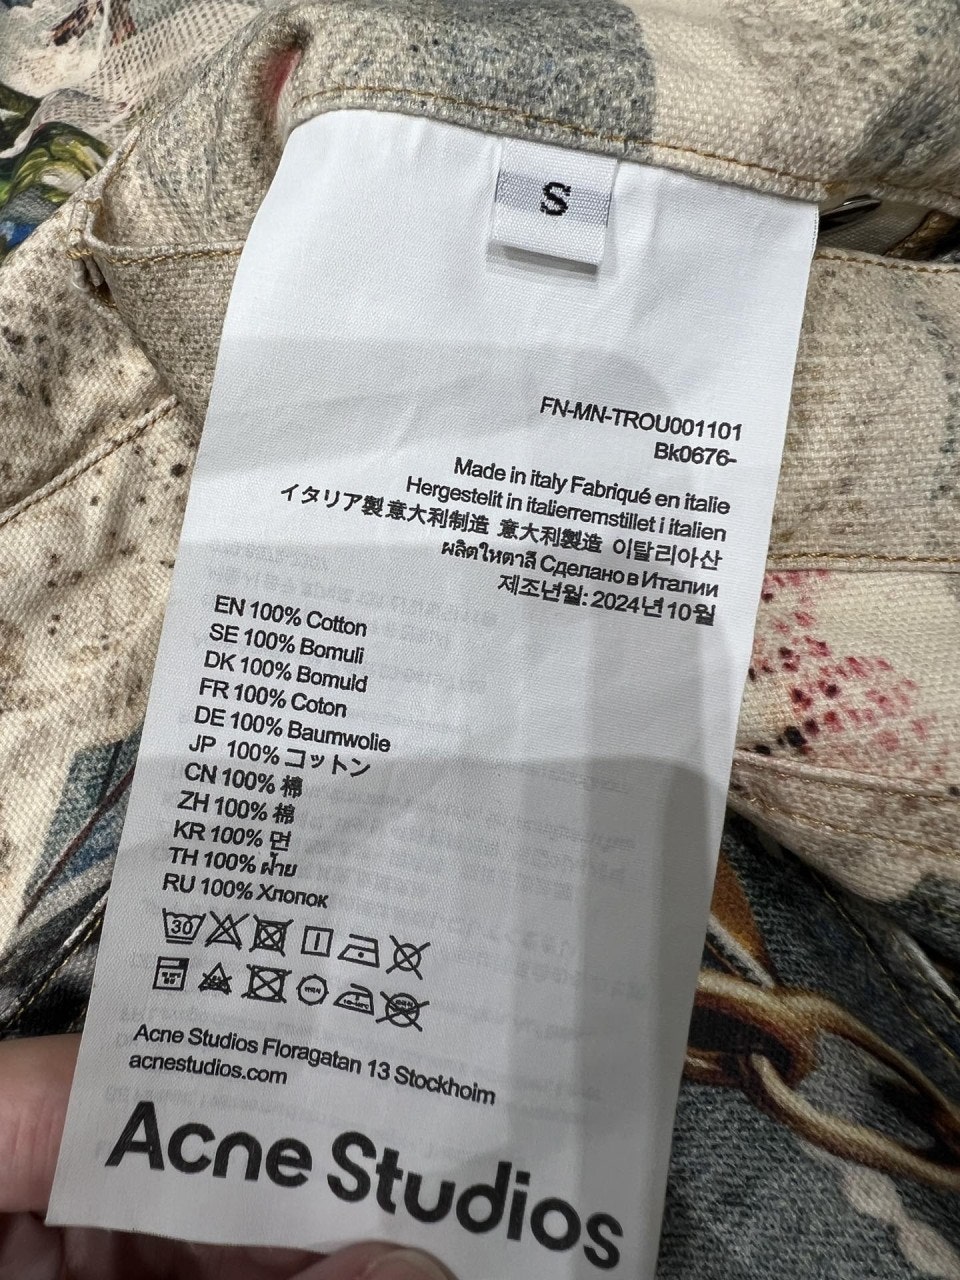 S
FN-MN-TROU001101
Bk0676-
Made in italy Fabriqué en italie
Hergestelit in italierremstillet i italien
イタリア製 意大利制造 意大利製造 이탈리아산
ผลิตใหตาลี Сделано в Италии
제조년월: 2024년 10월
EN 100% Cotton
SE 100% Bomuli
DK 100% Bomuld
FR 100% Coton
DE 100% Baumwolie
JP 100% コットン
CN 100% 棉
ZH 100% 棉
KR 100% 면
TH 100% ฝ้าย
RU 100% Хлопок
30
Acne Studios Floragatan 13 Stockhoim
acnestudios.com
Acne Studios